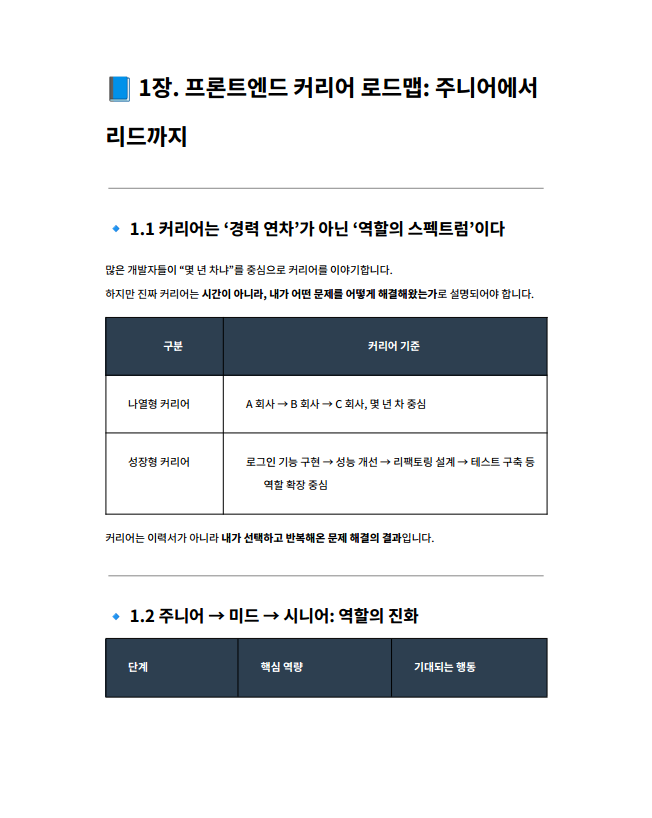 📘 1장. 프론트엔드 커리어 로드맵: 주니어에서
리드까지
🔹 1.1 커리어는 ‘경력 연차’가 아닌 ‘역할의 스펙트럼’이다
많은 개발자들이 “몇 년 차냐”를 중심으로 커리어를 이야기합니다.
하지만 진짜 커리어는 시간이 아니라, 내가 어떤 문제를 어떻게 해결해왔는가로 설명되어야 합니다.
구분 커리어 기준
나열형 커리어 A 회사 → B 회사 → C 회사, 몇 년 차 중심
성장형 커리어 로그인 기능 구현 → 성능 개선 → 리팩토링 설계 → 테스트 구축 등
역할 확장 중심
커리어는 이력서가 아니라 내가 선택하고 반복해온 문제 해결의 결과입니다.
🔹 1.2 주니어 → 미드 → 시니어: 역할의 진화
단계 핵심 역량 기대되는 행동